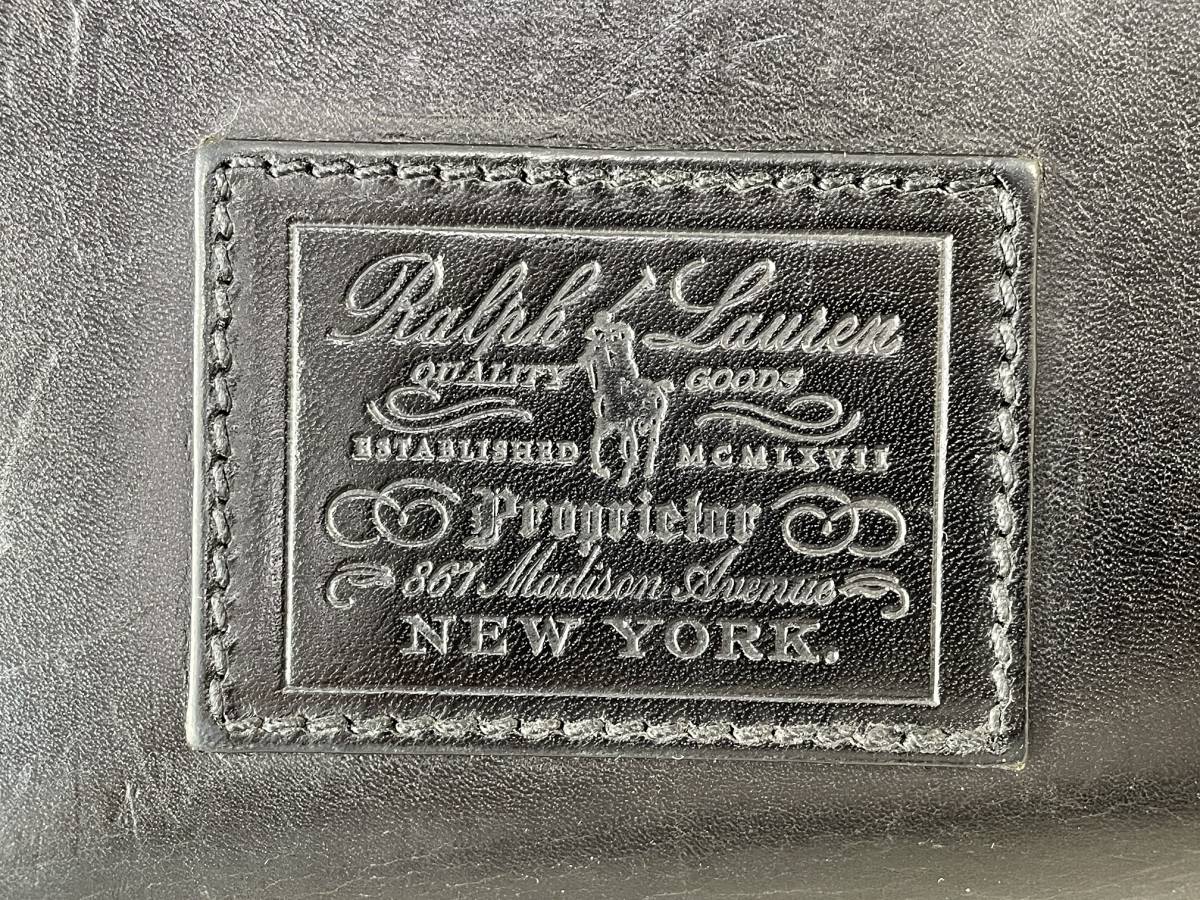 Ralph Lauren
QUALITY GOODS
ESTABLISHED MCMLXVII
Proprietor
867 Madison Avenue
NEW YORK.